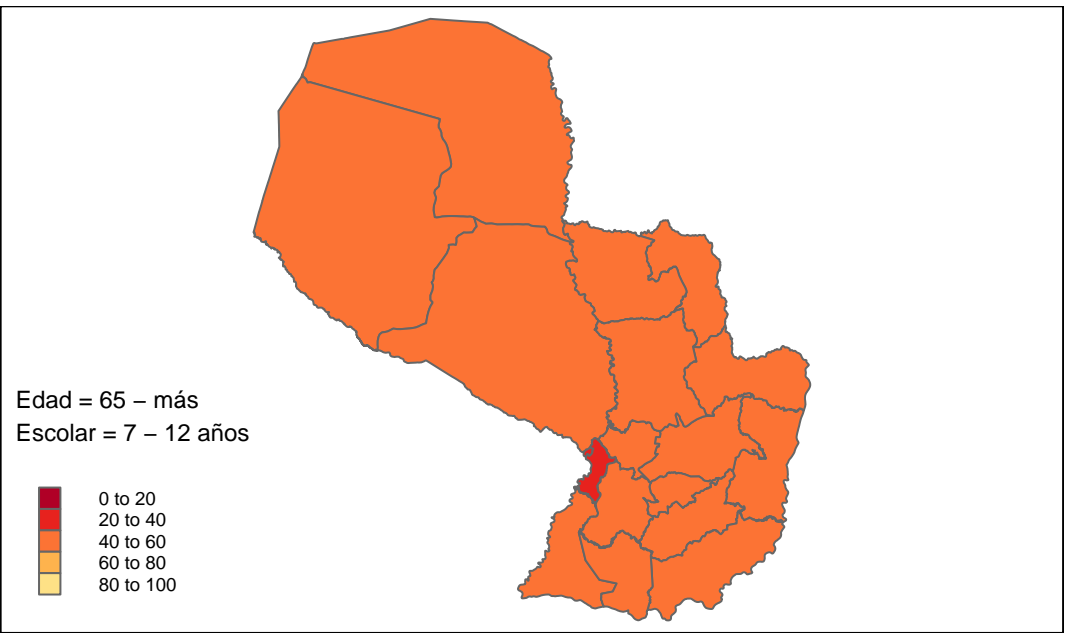 Edad = 65 − más
Escolar = 7 − 12 años
0 to 20
20 to 40
40 to 60
60 to 80
80 to 100